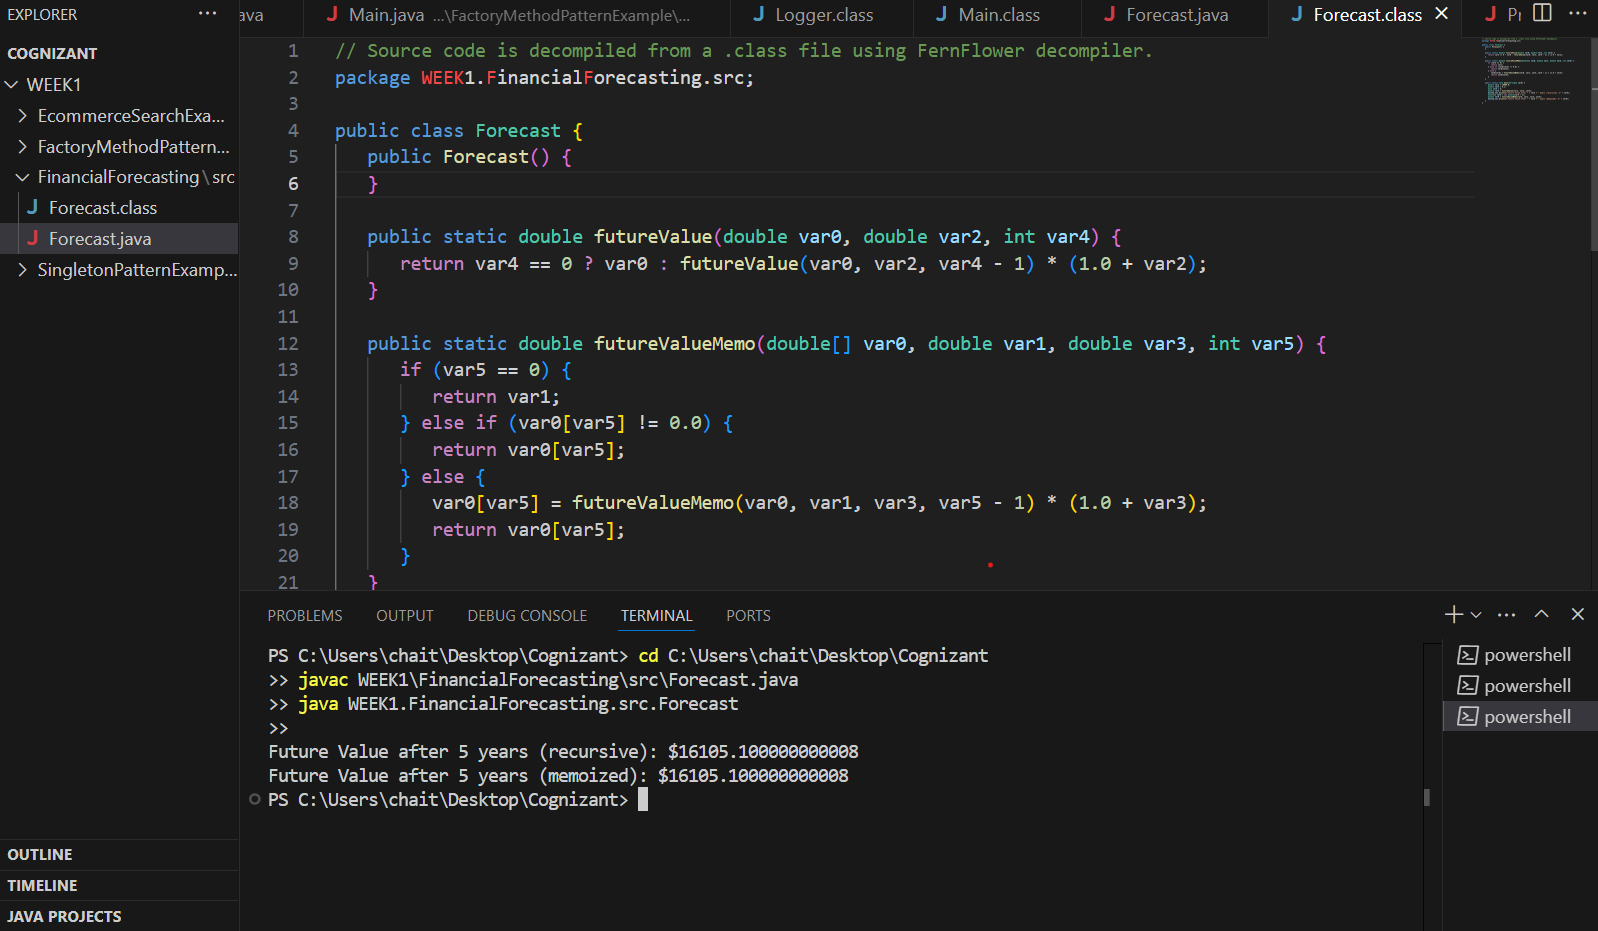 EXPLORER
COGNIZANT
WEEK1
EcommerceSearchExa...
FactoryMethodPattern...
FinancialForecasting\src
Forecast.class
Forecast.java
SingletonPatternExamp...
OUTLINE
TIMELINE
JAVA PROJECTS
ava
Main.java ...\FactoryMethodPatternExample\...
Logger.class
Main.class
Forecast.java
Forecast.class
1 // Source code is decompiled from a .class file using FernFlower decompiler.
2 package WEEK1.FinancialForecasting.src;
3
4 public class Forecast {
5 public Forecast() {
6 }
7
8 public static double futureValue(double var0, double var2, int var4) {
9 return var4 == 0 ? var0 : futureValue(var0, var2, var4 - 1) * (1.0 + var2);
10 }
11
12 public static double futureValueMemo(double[] var0, double var1, double var3, int var5) {
13 if (var5 == 0) {
14 return var1;
15 } else if (var0[var5] != 0.0) {
16 return var0[var5];
17 } else {
18 var0[var5] = futureValueMemo(var0, var1, var3, var5 - 1) * (1.0 + var3);
19 return var0[var5];
20 }
21 }
PROBLEMS OUTPUT DEBUG CONSOLE TERMINAL PORTS
PS C:\Users\chait\Desktop\Cognizant> cd C:\Users\chait\Desktop\Cognizant
>> javac WEEK1\FinancialForecasting\src\Forecast.java
>> java WEEK1.FinancialForecasting.src.Forecast
>>
Future Value after 5 years (recursive): $16105.100000000008
Future Value after 5 years (memoized): $16105.100000000008
PS C:\Users\chait\Desktop\Cognizant>
powershell
powershell
powershell